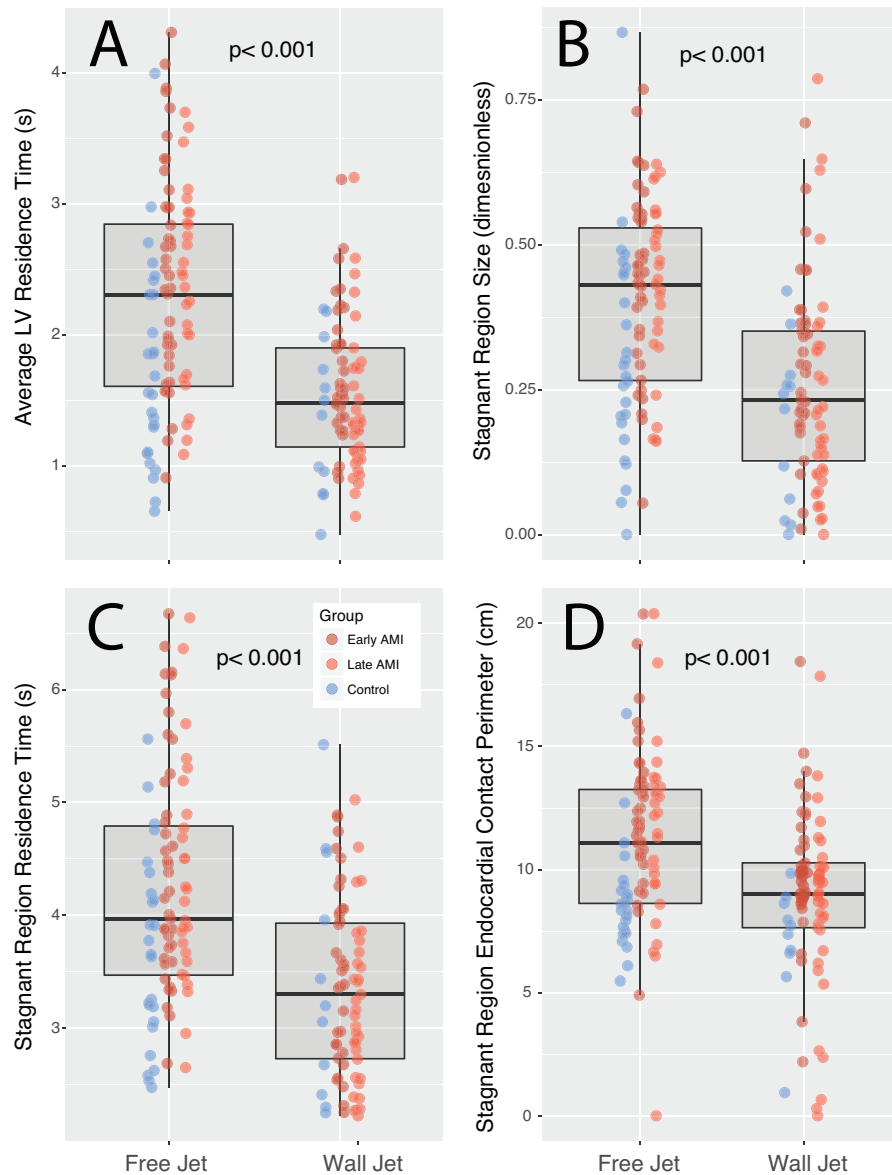 A
p< 0.001
Average LV Residence Time (s)
4
3
2
1
B
p< 0.001
Stagnant Region Size (dimesnionless)
0.75
0.50
0.25
0.00
C
p< 0.001
Stagnant Region Residence Time (s)
6
5
4
3
Group
Early AMI
Late AMI
Control
Free Jet
Wall Jet
D
p< 0.001
Stagnant Region Endocardial Contact Perimeter (cm)
20
15
10
5
0
Free Jet
Wall Jet